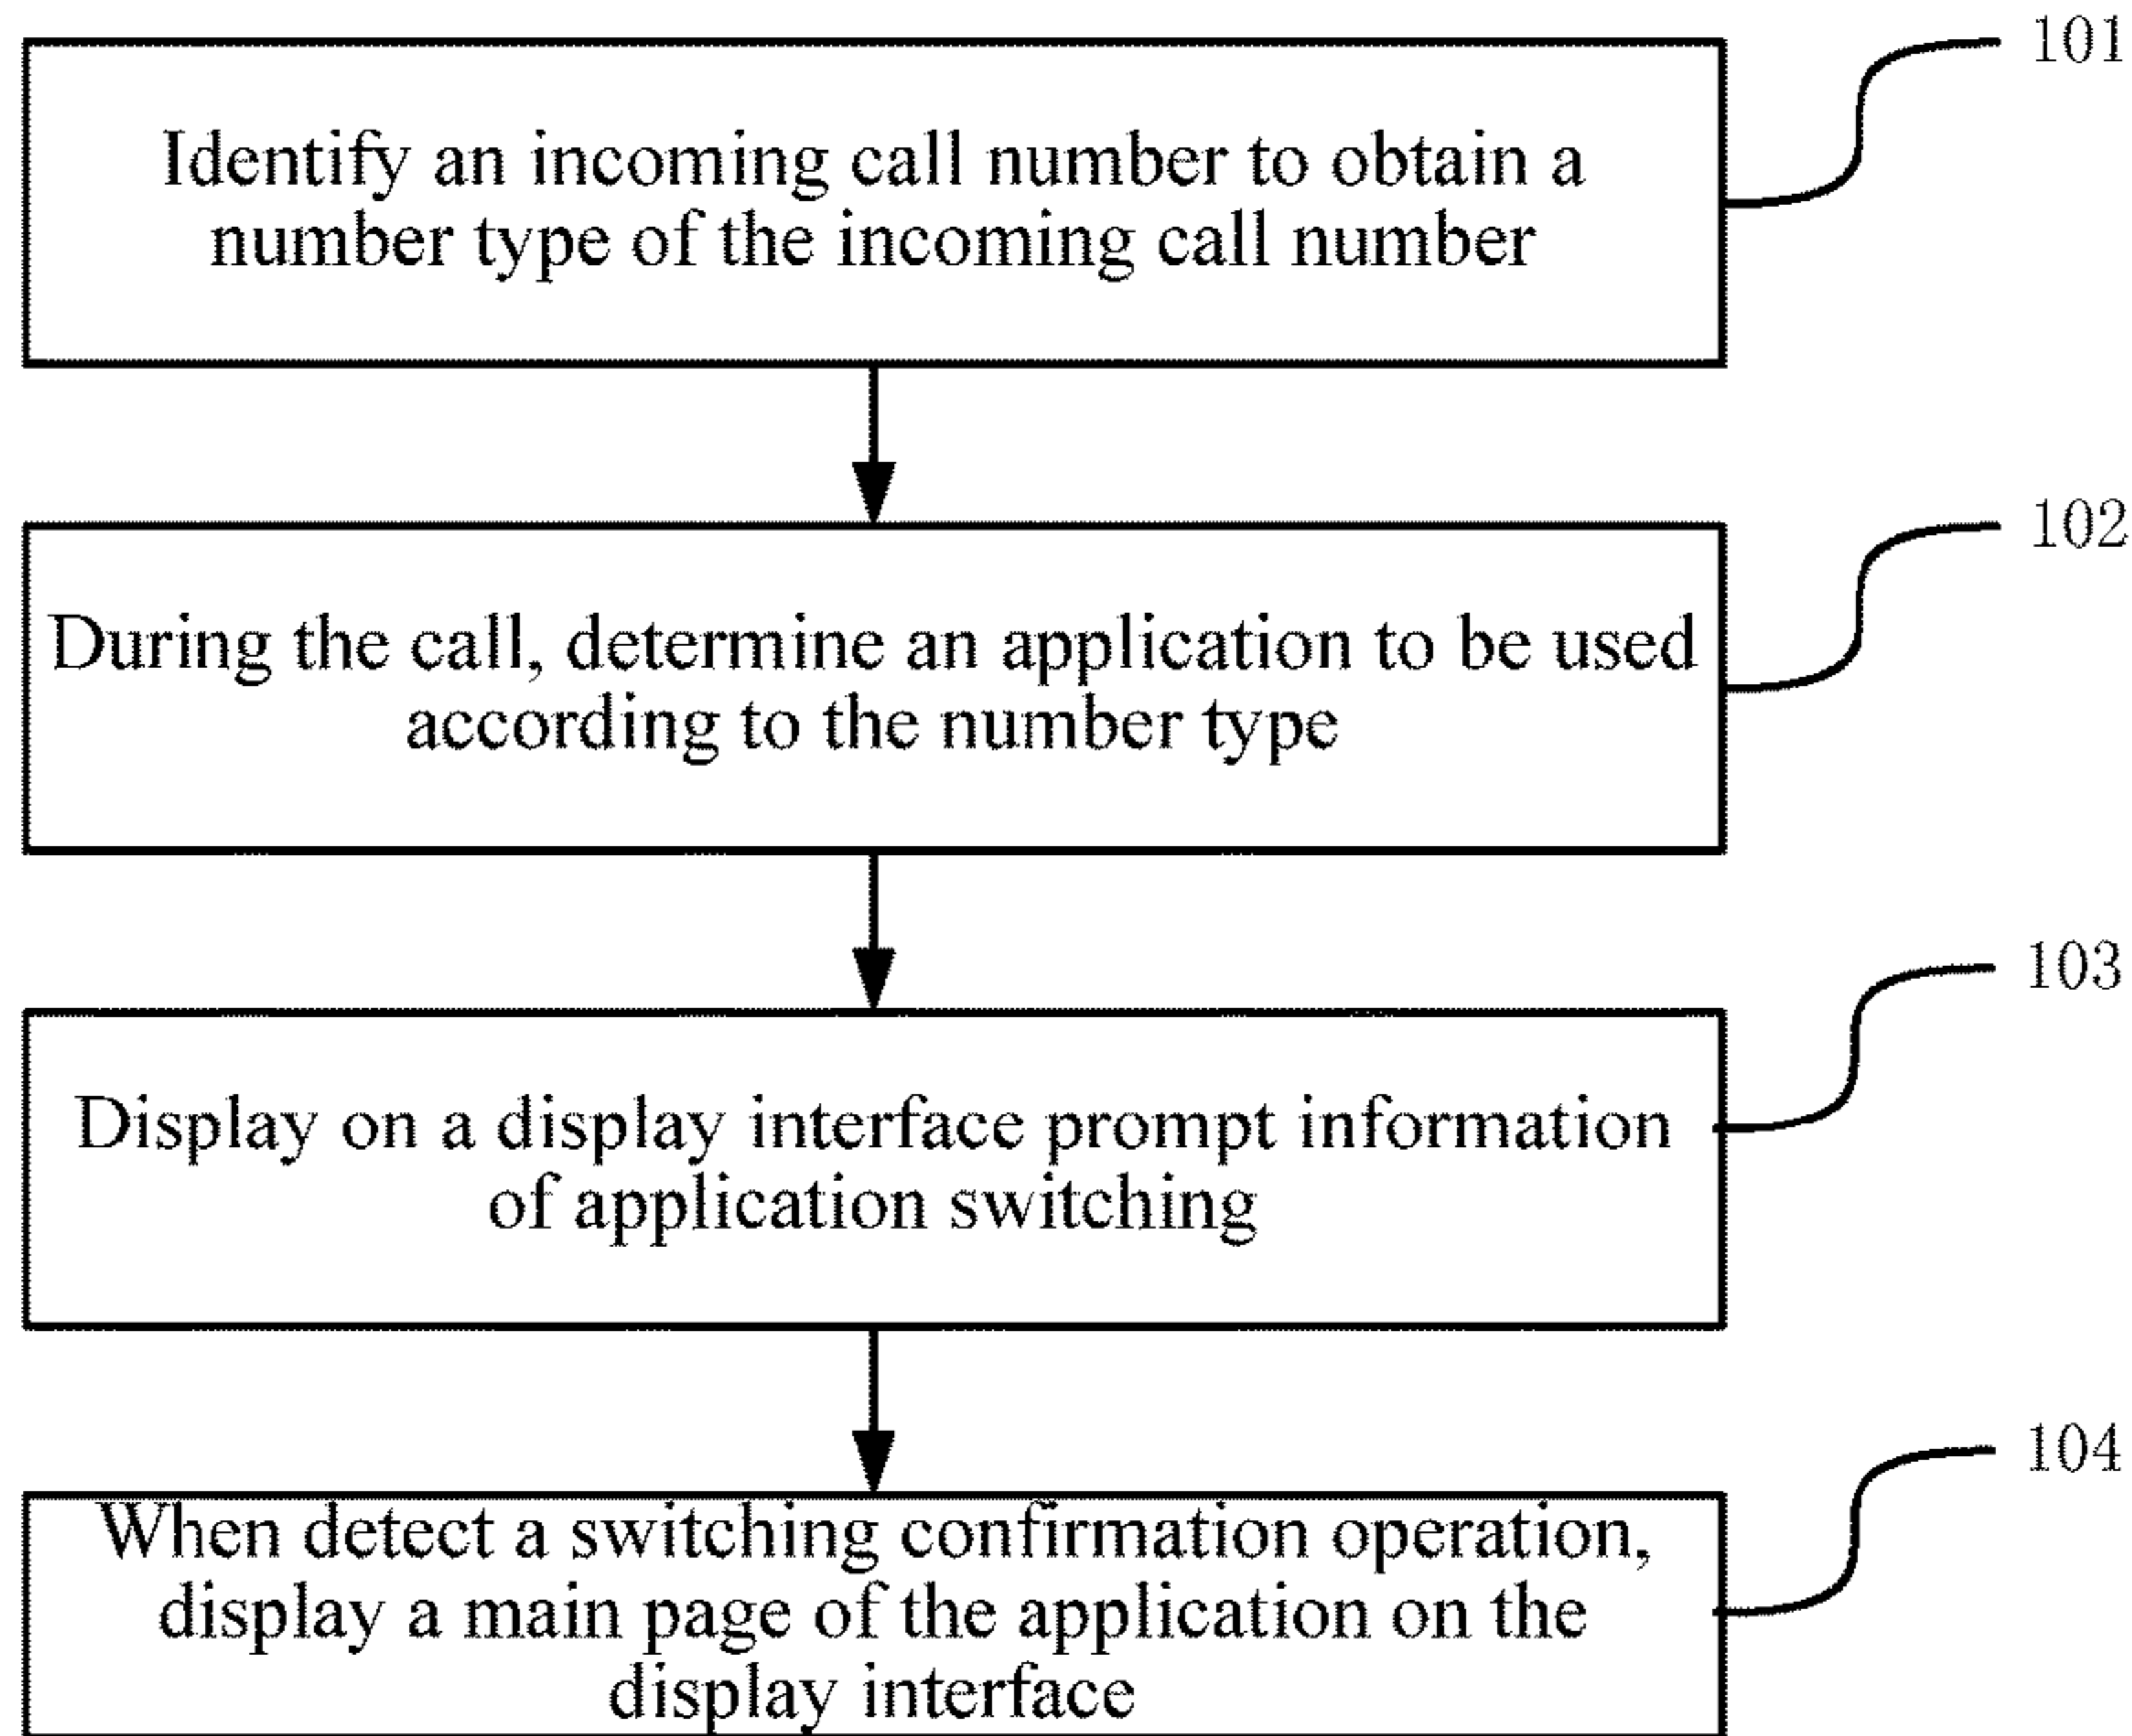 101
Identify an incoming call number to obtain a
number type of the incoming call number
102
During the call, determine an application to be used
according to the number type
103
Display on a display interface prompt information
of application switching
104
When detect a switching confirmation operation,
display a main page of the application on the
display interface